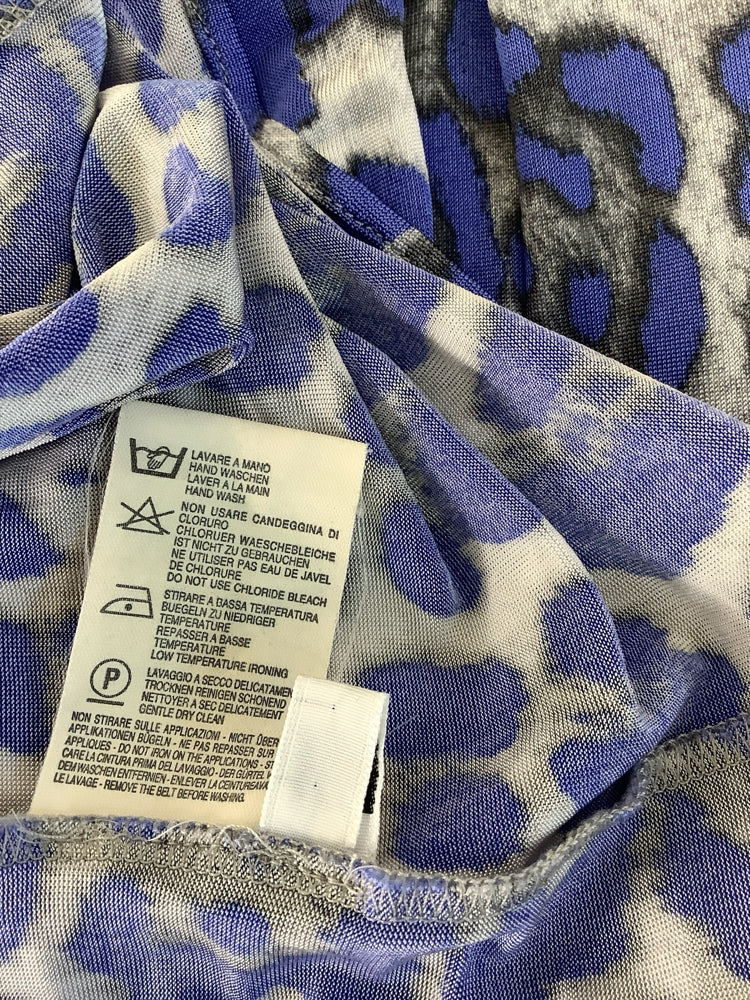 LAVARE A MANO
HAND WASCHEN
LAVER A LA MAIN
HAND WASH
NON USARE CANDEGGINA DI
CLORURO
CHLORUER WAESCHEBLEICHE
IST NICHT ZU GEBRAUCHEN
NE UTILISER PAS EAU DE JAVEL
DE CHLORURE
DO NOT USE CHLORIDE BLEACH
STIRARE A BASSA TEMPERATURA
BUEGELN ZU NIEDRIGER
TEMPERATURE
REPASSER A BASSE
TEMPERATURE
LOW TEMPERATURE IRONING
P
LAVAGGIO A SECCO DELICATAMEN
TROCKNEN REINIGEN SCHONEND
NETTOYER A SEC DELICATEMENT
GENTLE DRY CLEAN
NON STIRARE SULLE APPLICAZIONI - NICHT ÜBER
APPLIKATIONEN BÜGELN - NE PAS REPASSER SUR
APPLIQUES - DO NOT IRON ON THE APPLICATIONS - ST
CARE LA CINTURA PRIMA DEL LAVAGGIO - DER GÜRTEL V
DEM WASCHEN ENTFERNEN - ENLEVER LA CEINTURE AVA
LE LAVAGE - REMOVE THE BELT BEFORE WASHING.